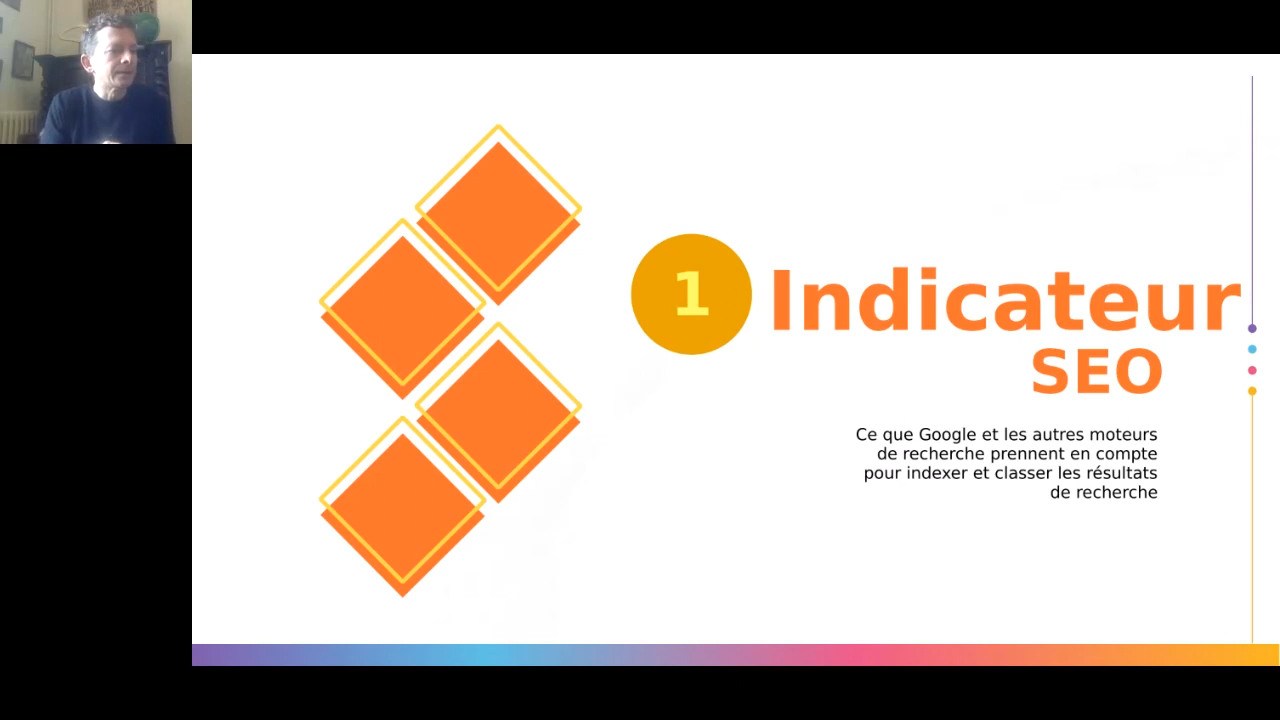 1
Indicateur
SEO
Ce que Google et les autres moteurs
de recherche prennent en compte
pour indexer et classer les résultats
de recherche